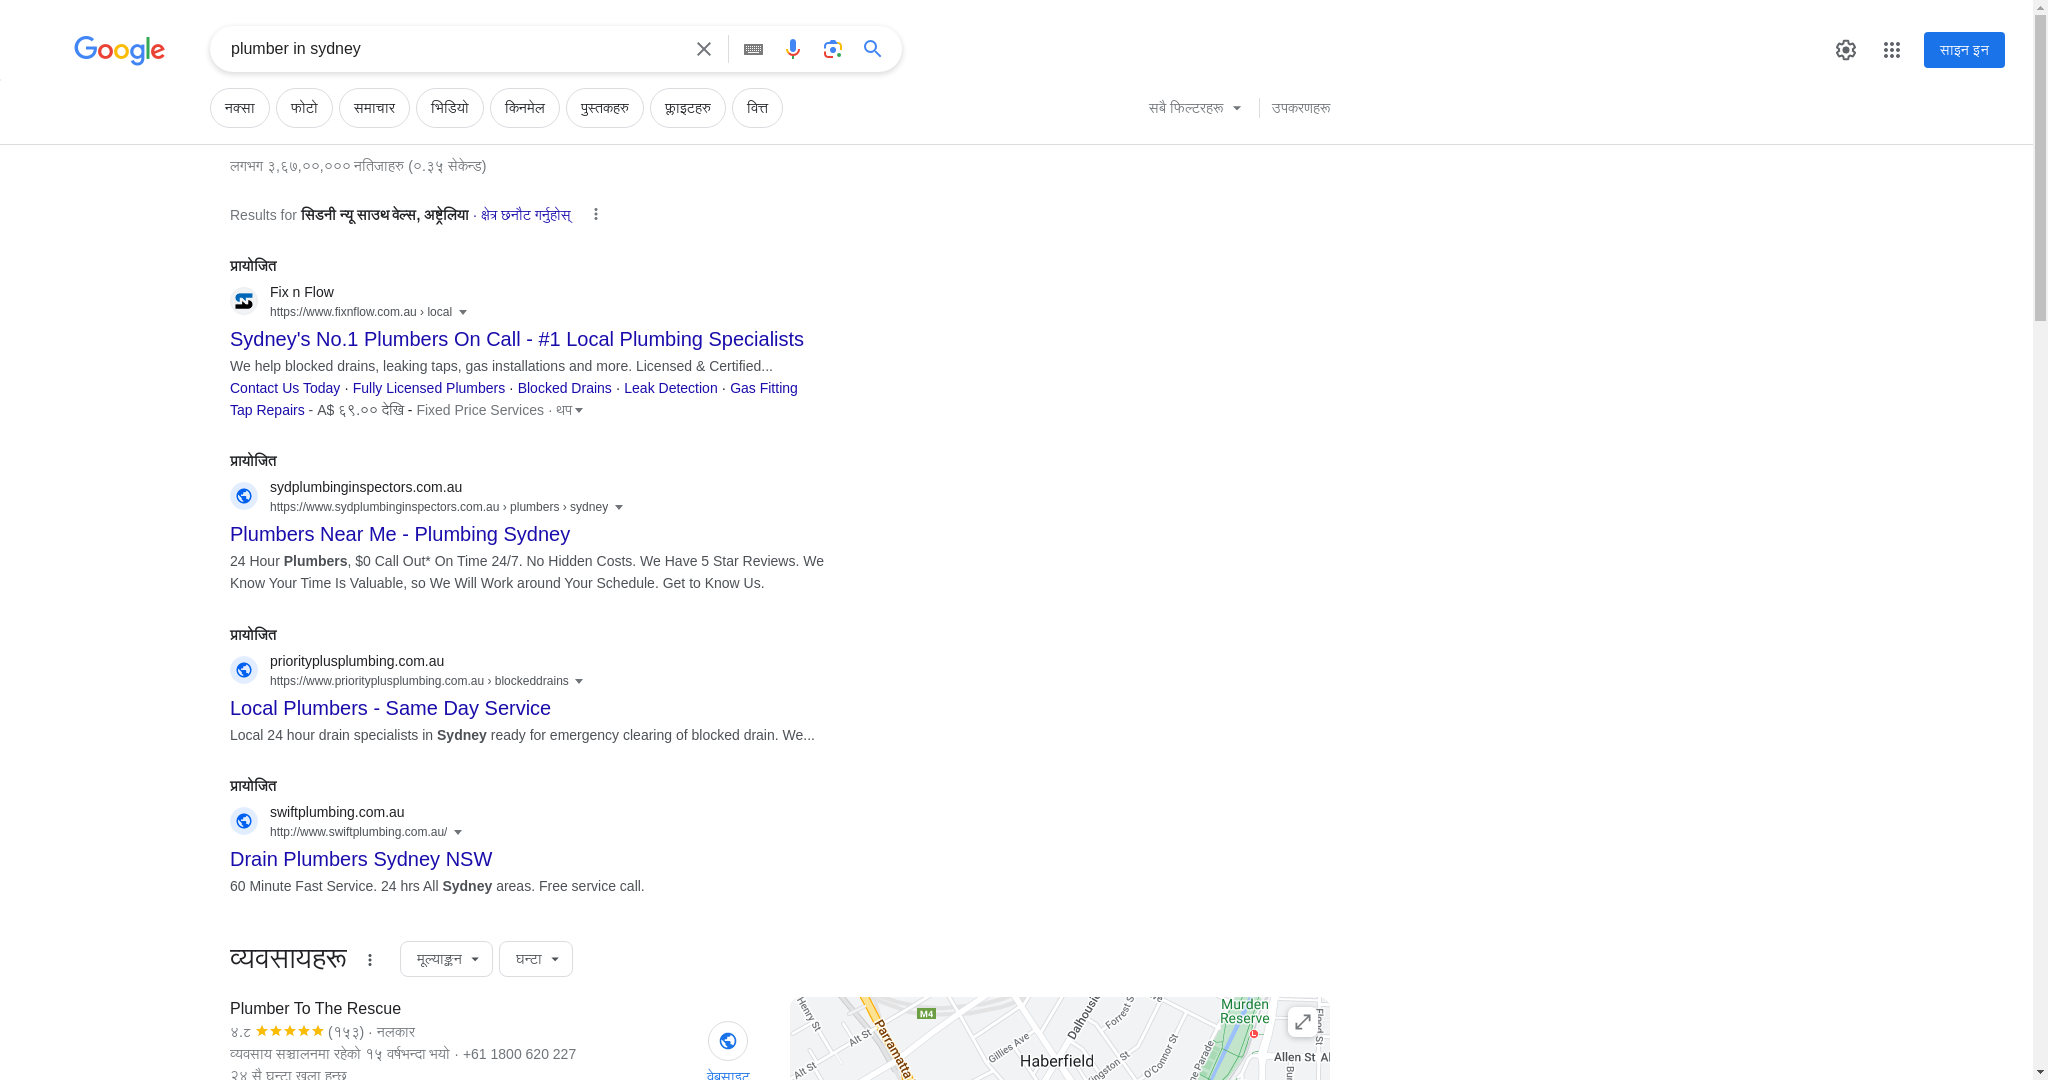 Google
plumber in sydney
साइन इन
नक्सा
फोटो
समाचार
भिडियो
किनमेल
पुस्तकहरु
फ्लाइटहरु
वित्त
सबै फिल्टरहरू
उपकरणहरू
लगभग ३,६७,००,००० नतिजाहरु (०.३५ सेकेन्ड)
Results for सिडनी न्यू साउथ वेल्स, अष्ट्रेलिया · क्षेत्र छनौट गर्नुहोस्
प्रायोजित
Fix n Flow
https://www.fixnflow.com.au › local
Sydney's No.1 Plumbers On Call - #1 Local Plumbing Specialists
We help blocked drains, leaking taps, gas installations and more. Licensed & Certified...
Contact Us Today · Fully Licensed Plumbers · Blocked Drains · Leak Detection · Gas Fitting
Tap Repairs - A$ ६९.०० देखि - Fixed Price Services · थप
प्रायोजित
sydplumbinginspectors.com.au
https://www.sydplumbinginspectors.com.au › plumbers › sydney
Plumbers Near Me - Plumbing Sydney
24 Hour Plumbers, $0 Call Out* On Time 24/7. No Hidden Costs. We Have 5 Star Reviews. We
Know Your Time Is Valuable, so We Will Work around Your Schedule. Get to Know Us.
प्रायोजित
priorityplusplumbing.com.au
https://www.priorityplusplumbing.com.au › blockeddrains
Local Plumbers - Same Day Service
Local 24 hour drain specialists in Sydney ready for emergency clearing of blocked drain. We...
प्रायोजित
swiftplumbing.com.au
http://www.swiftplumbing.com.au/
Drain Plumbers Sydney NSW
60 Minute Fast Service. 24 hrs All Sydney areas. Free service call.
व्यवसायहरू
मूल्याङ्कन
घन्टा
Plumber To The Rescue
४.८ (१५३) · नलकार
व्यवसाय सञ्चालनमा रहेको १५ वर्षभन्दा भयो · +61 1800 620 227
२४ सै घन्टा खुला हुन्छ
वेबसाइट
Henry St
Parramatta
M4
Alt St
Alt St
Gillies Ave
Haberfield
Dalhousie
Forrest S
Kingston St
O'Connor St
Murden
Reserve
Flood St
Allen St